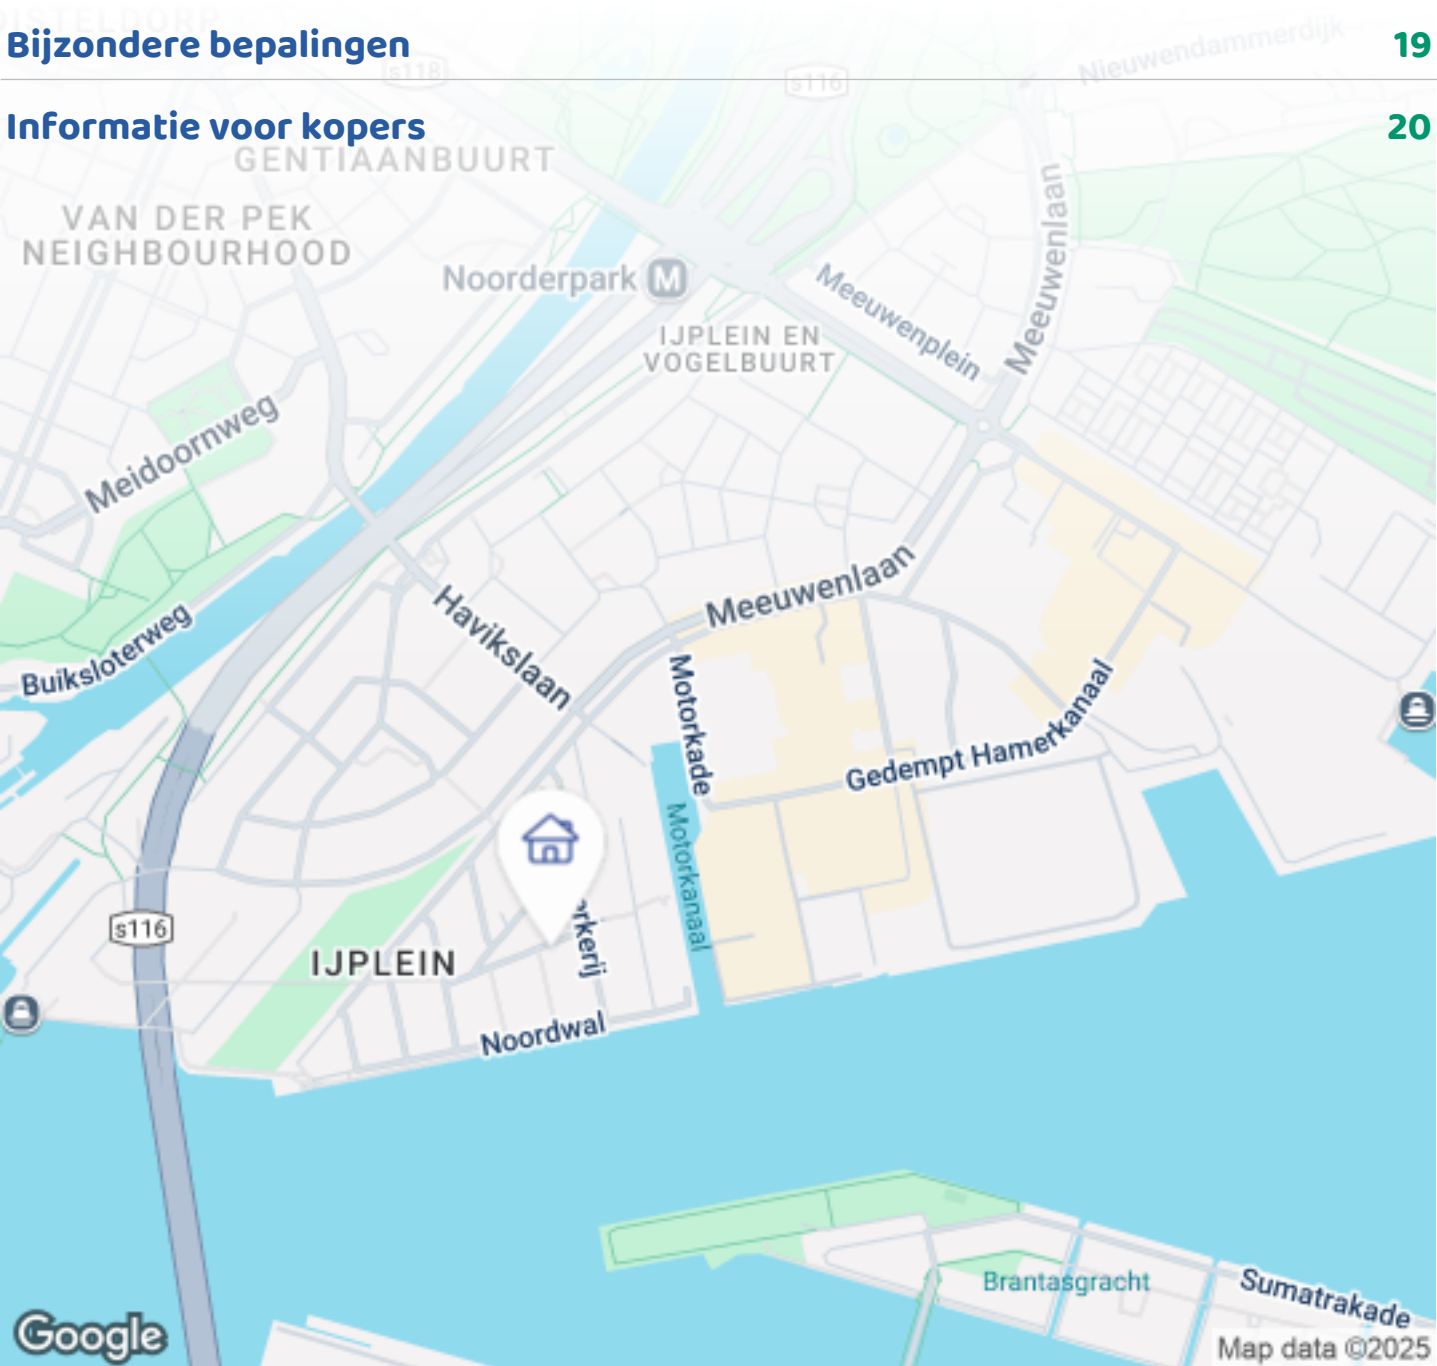 DISTELDORP
Bijzondere bepalingen 19
s118
s116
Nieuwendammerdijk
Informatie voor kopers 20
GENTIAANBUURT
VAN DER PEK
NEIGHBOURHOOD
Meeuwenlaan
Noorderpark M
Meeuwenplein
IJPLEIN EN
VOGELBUURT
Meidoornweg
Meeuwenlaan
Havikslaan
Buiksloterweg
Motorkade
Gedempt Hamerkanaal
Motorkanaal
s116
erkerij
IJPLEIN
Noordwal
Brantasgracht
Sumatrakade
Google
Map data ©2025